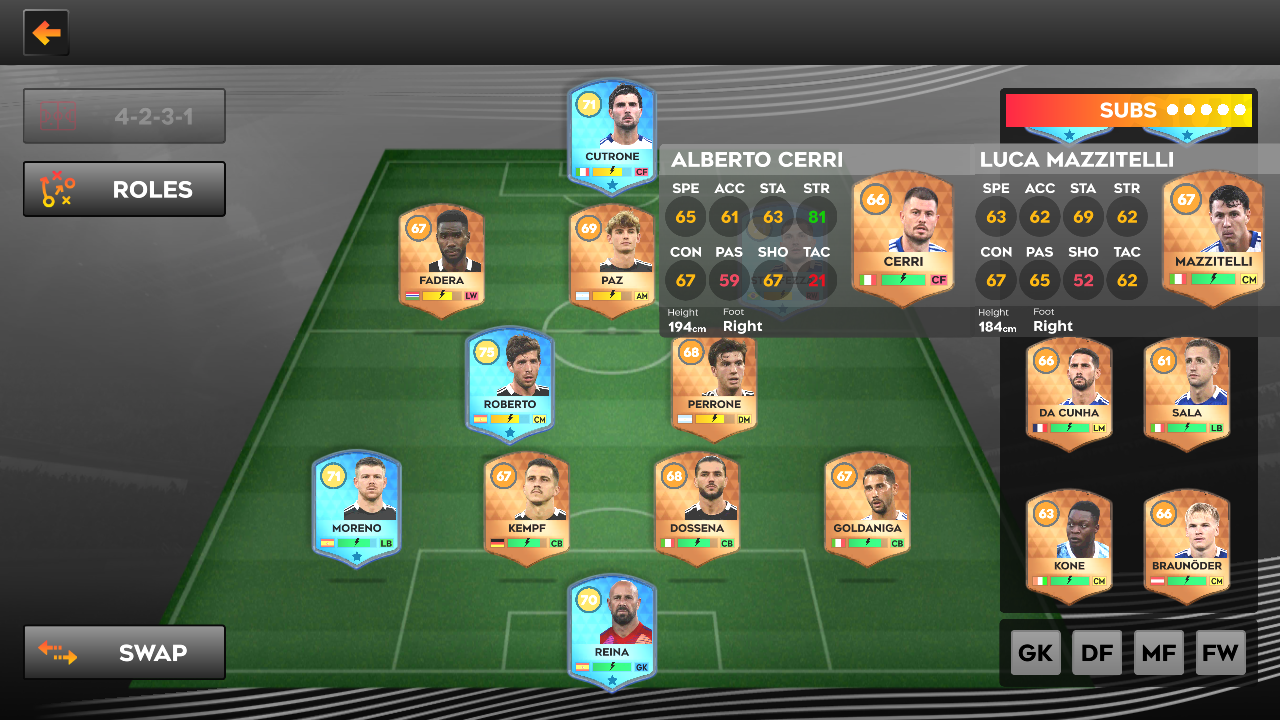 4-2-3-1
ROLES
SUBS
71
CUTRONE
CF
ALBERTO CERRI
SPE ACC STA STR
65 61 63 81
CON PAS SHO TAC
67 59 67 21
Height
194cm
Foot
Right
66
CERRI
CF
LUCA MAZZITELLI
SPE ACC STA STR
63 62 69 62
CON PAS SHO TAC
67 65 52 62
Height
184cm
Foot
Right
67
MAZZITELLI
CM
67
FADERA
LW
69
PAZ
AM
75
ROBERTO
CM
68
PERRONE
DM
66
DA CUNHA
LM
61
SALA
LB
71
MORENO
LB
67
KEMPF
CB
68
DOSSENA
CB
67
GOLDANIGA
CB
63
KONE
CM
66
BRAUNÖDER
CM
70
REINA
GK
SWAP
GK DF MF FW